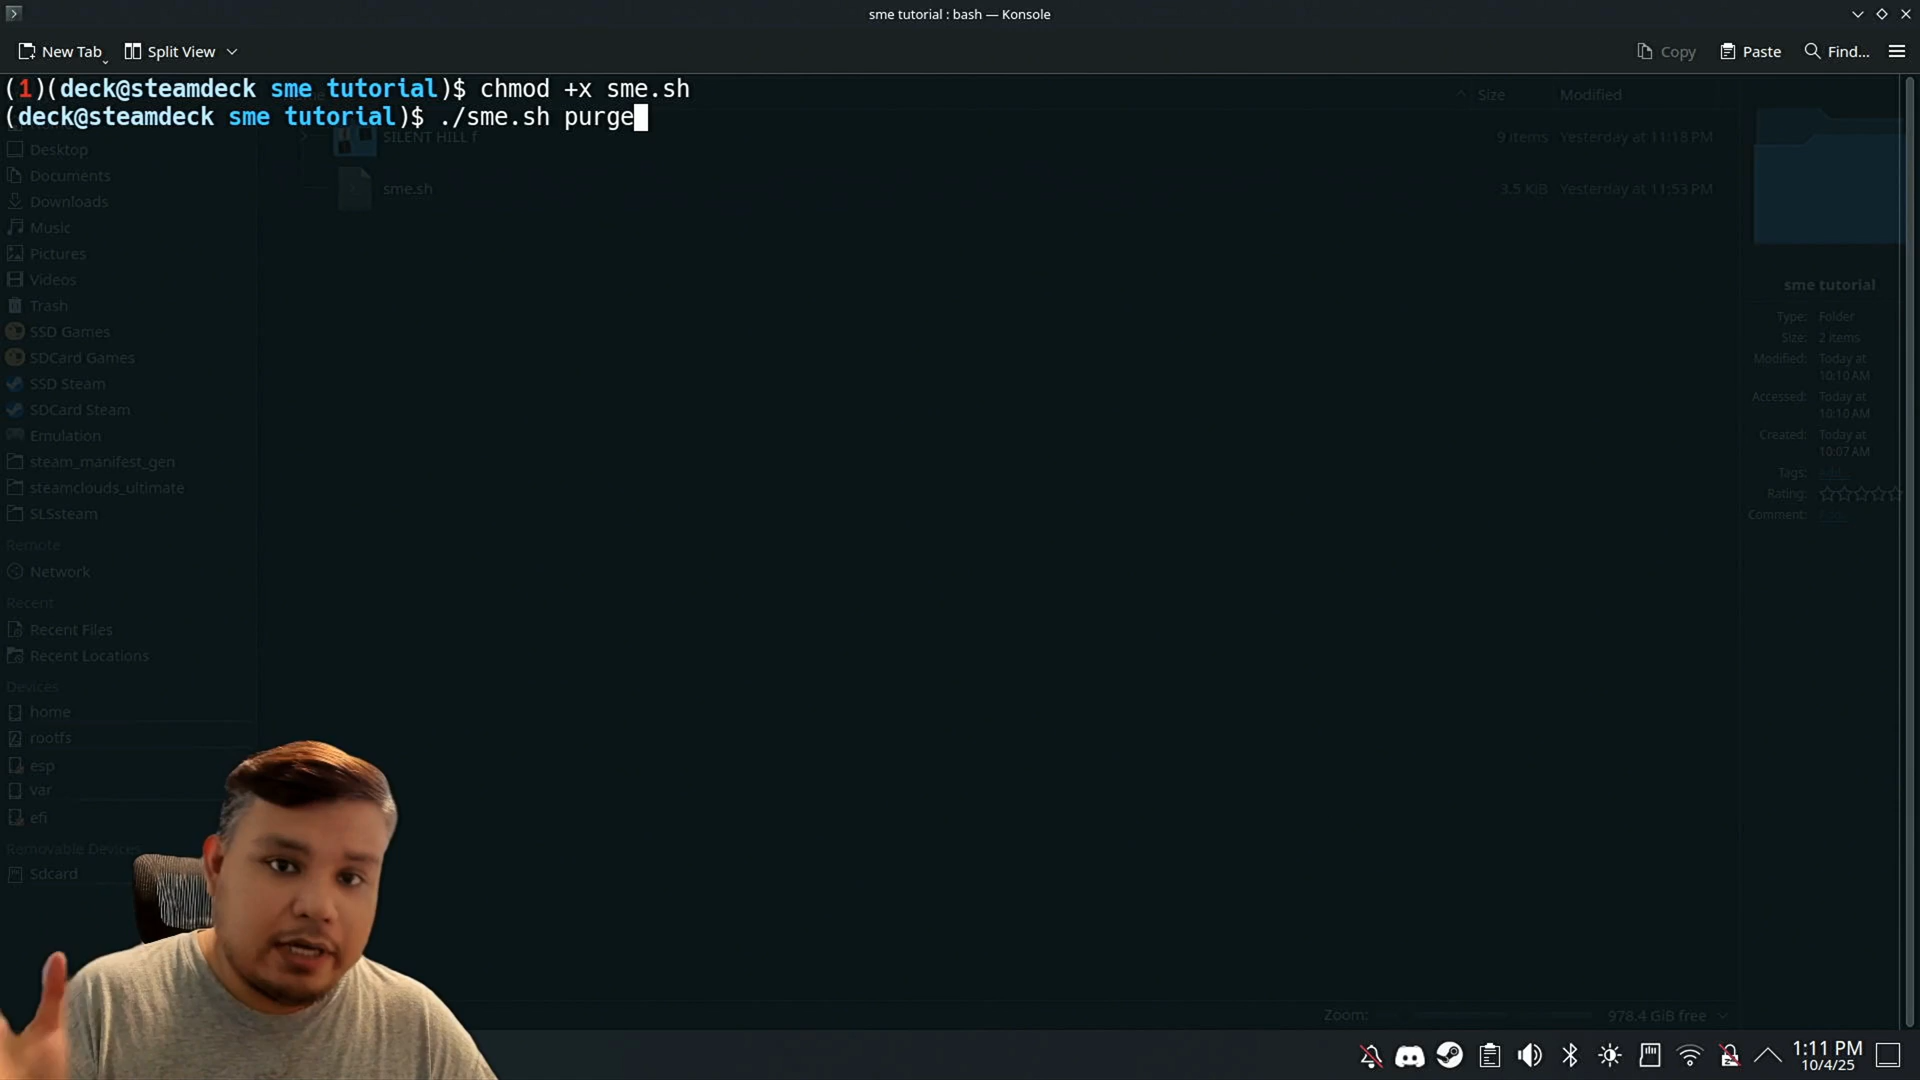 sme tutorial : bash — Konsole
New Tab
Split View
Copy
Paste
Find...
(1)(deck@steamdeck sme tutorial)$ chmod +x sme.sh
(deck@steamdeck sme tutorial)$ ./sme.sh purge
Size
Modified
SILENT HILL f
9 items
Yesterday at 11:18 PM
sme.sh
3.5 KiB
Yesterday at 11:53 PM
Desktop
Documents
Downloads
Music
Pictures
Videos
Trash
SSD Games
SDCard Games
SSD Steam
SDCard Steam
Emulation
steam_manifest_gen
steamclouds_ultimate
SLSsteam
Remote
Network
Recent
Recent Files
Recent Locations
Devices
home
rootfs
esp
var
efi
Removable Devices
Sdcard
sme tutorial
Type: Folder
Size: 2 items
Modified: Today at
10:10 AM
Accessed: Today at
10:10 AM
Created: Today at
10:07 AM
Tags: Add...
Rating:
Comment: Add...
Zoom:
978.4 GiB free
1:11 PM
10/4/25